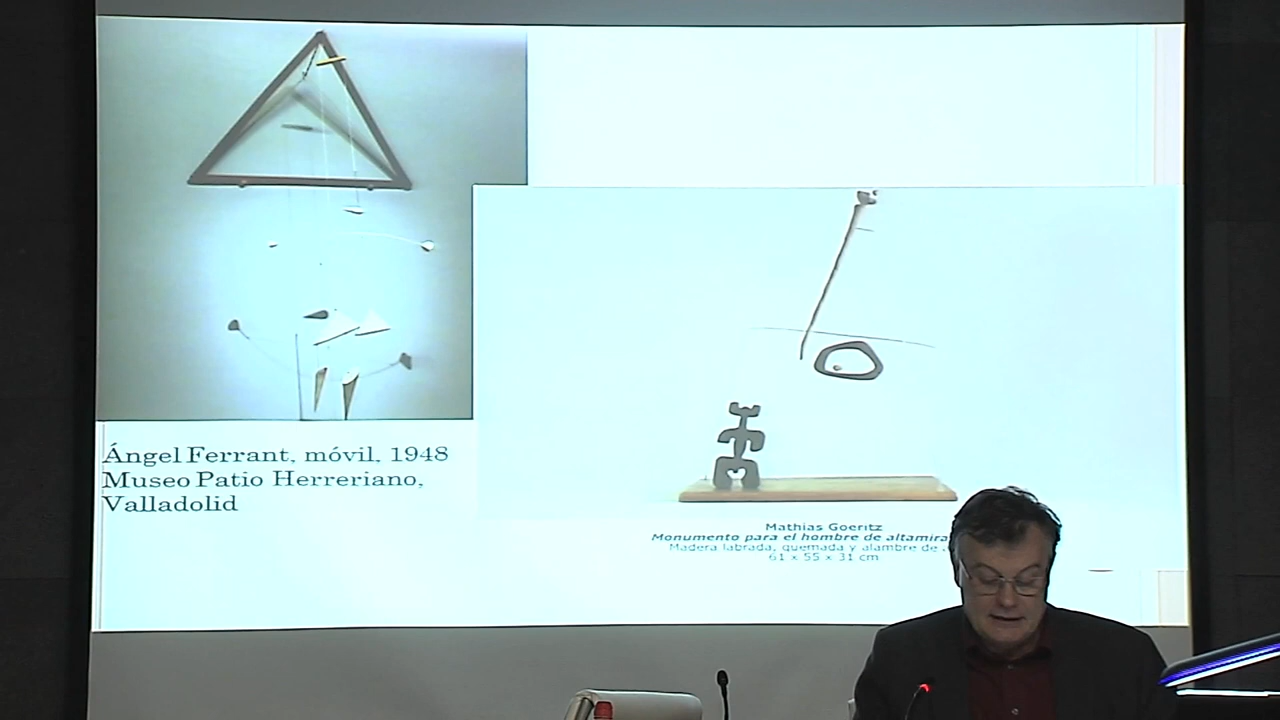 Ángel Ferrant, móvil, 1948
Museo Patio Herreriano,
Valladolid
Mathias Goeritz
Monumento para el hombre de altamira
Madera labrada, quemada y alambre de
61 x 55 x 31 cm